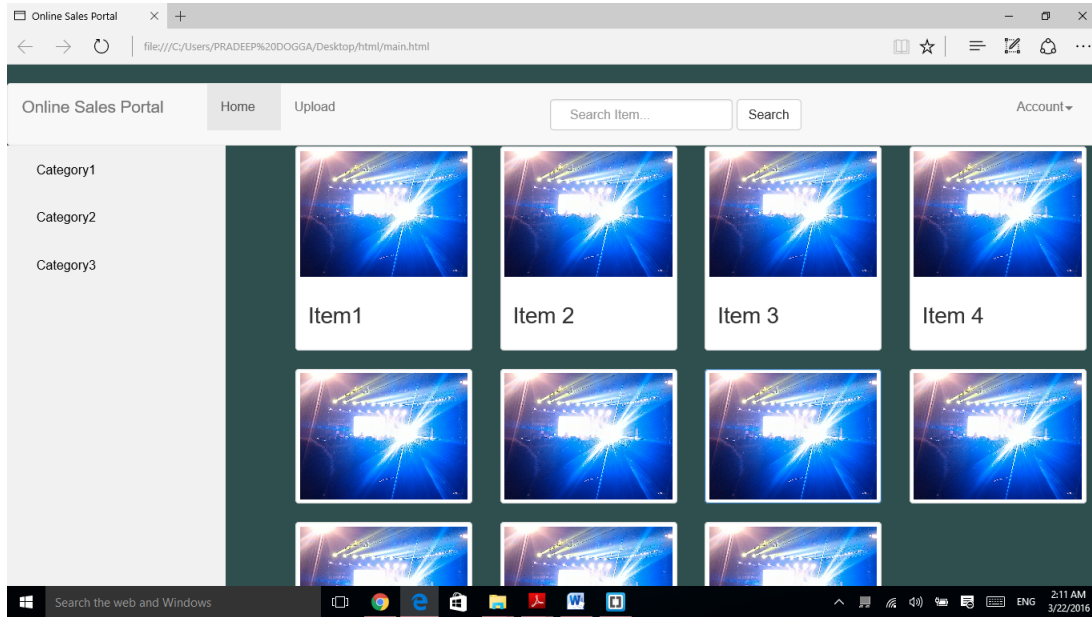 Online Sales Portal
file:///C:/Users/PRADEEP%20DOGGA/Desktop/html/main.html
Online Sales Portal Home Upload Search Item... Search Account
Category1
Category2
Category3
Item1 Item 2 Item 3 Item 4
Search the web and Windows
ENG
2:11 AM
3/22/2016